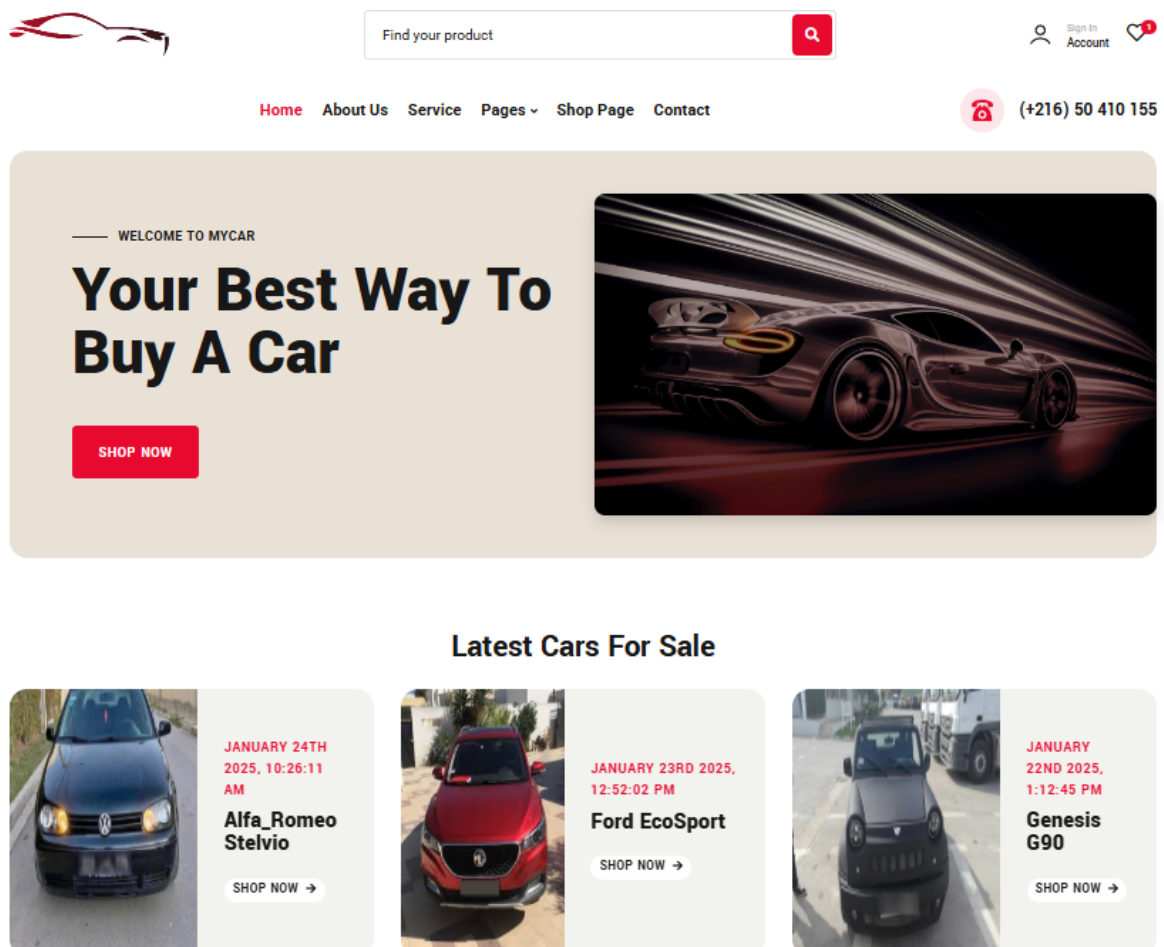 Find your product
Sign In
Account
1
Home About Us Service Pages Shop Page Contact
(+216) 50 410 155
WELCOME TO MYCAR
Your Best Way To
Buy A Car
SHOP NOW
Latest Cars For Sale
JANUARY 24TH
2025, 10:26:11
AM
Alfa_Romeo
Stelvio
SHOP NOW →
JANUARY 23RD 2025,
12:52:02 PM
Ford EcoSport
SHOP NOW →
JANUARY
22ND 2025,
1:12:45 PM
Genesis
G90
SHOP NOW →